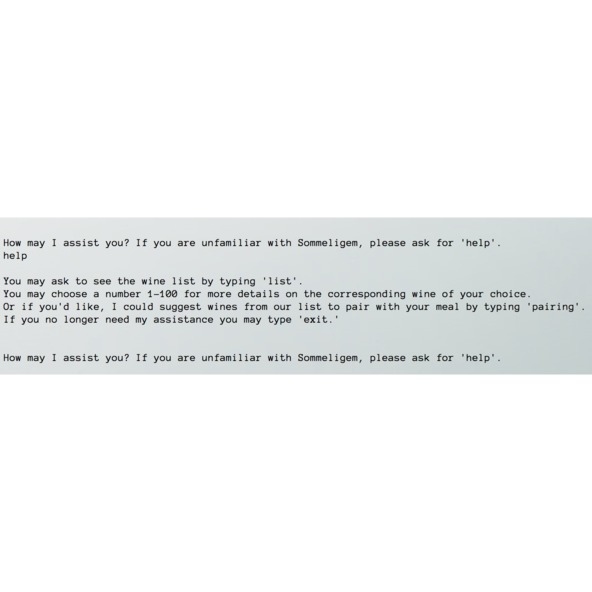 How may I assist you? If you are unfamiliar with Sommeligem, please ask for 'help'.
help
You may ask to see the wine list by typing 'list'.
You may choose a number 1-100 for more details on the corresponding wine of your choice.
Or if you'd like, I could suggest wines from our list to pair with your meal by typing 'pairing'.
If you no longer need my assistance you may type 'exit.'
How may I assist you? If you are unfamiliar with Sommeligem, please ask for 'help'.